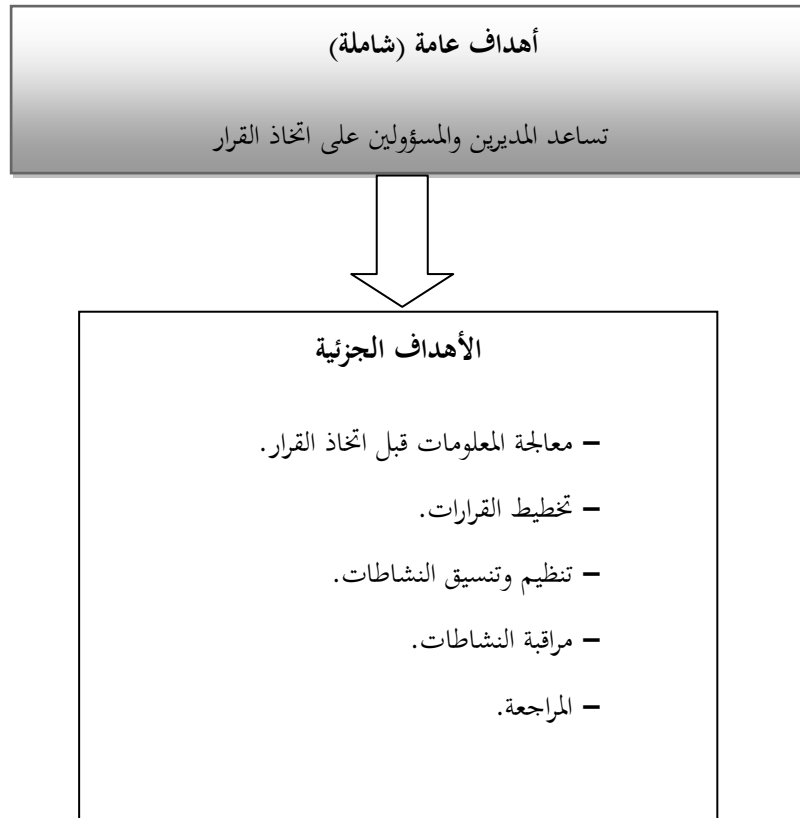 أهداف عامة (شاملة)
تساعد المديرين والمسؤولين على اتخاذ القرار
الأهداف الجزئية
– معالجة المعلومات قبل اتخاذ القرار.
– تخطيط القرارات.
– تنظيم وتنسيق النشاطات.
– مراقبة النشاطات.
– المراجعة.